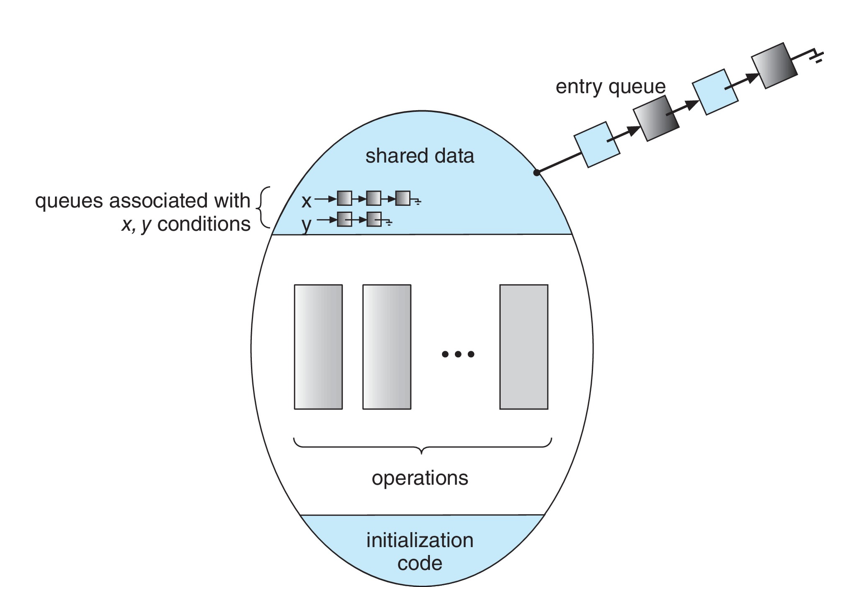 entry queue
shared data
queues associated with
x, y conditions
x
y
operations
initialization
code